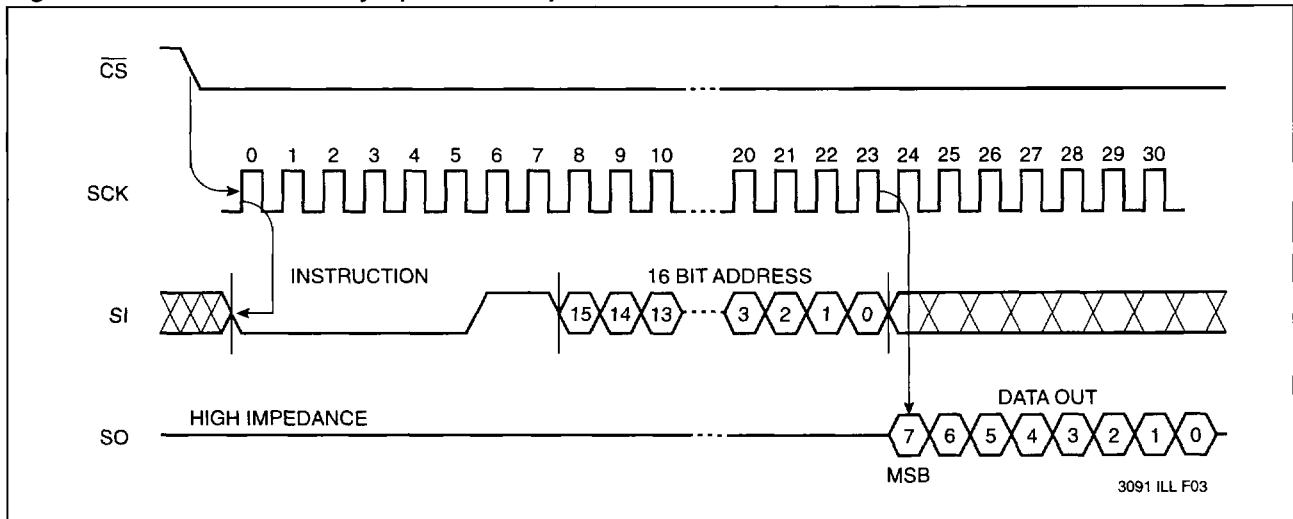 CS
0 1 2 3 4 5 6 7 8 9 10 20 21 22 23 24 25 26 27 28 29 30
SCK
INSTRUCTION 16 BIT ADDRESS
SI 15 14 13 3 2 1 0
HIGH IMPEDANCE DATA OUT
SO 7 6 5 4 3 2 1 0
MSB
3091 ILL F03